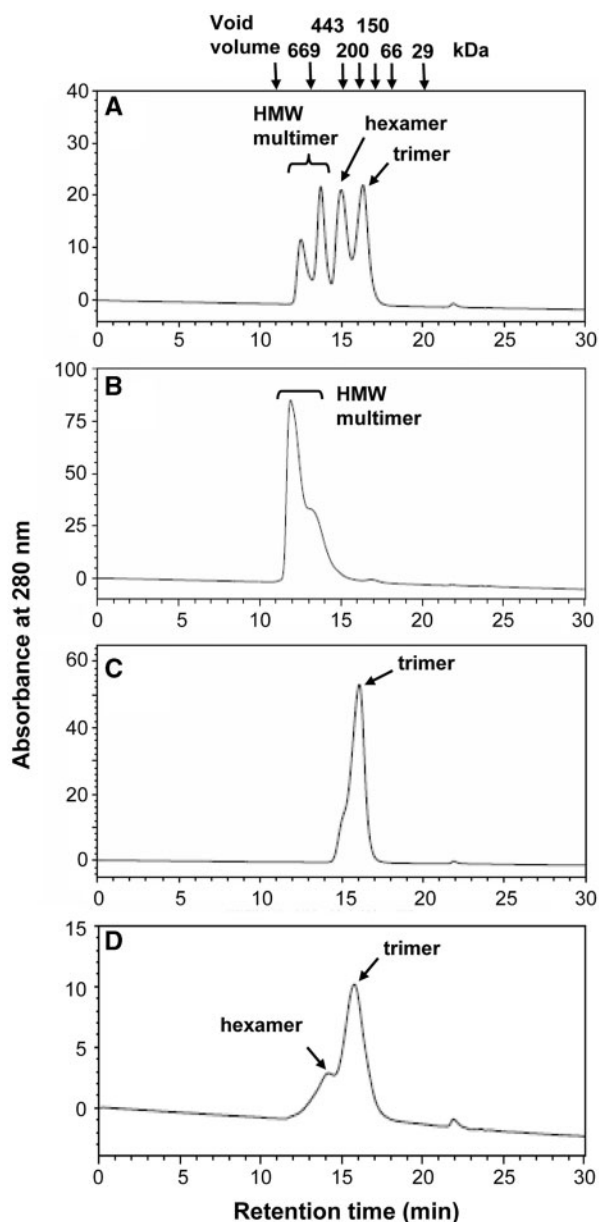 Void 443 150
volume 669 200 66 29 kDa
A
HMW
multimer
hexamer
trimer
40
30
20
10
0
0 5 10 15 20 25 30
B
HMW
multimer
100
75
50
25
0
0 5 10 15 20 25 30
C
trimer
60
40
20
0
0 5 10 15 20 25 30
D
trimer
hexamer
15
10
5
0
0 5 10 15 20 25 30
Absorbance at 280 nm
Retention time (min)